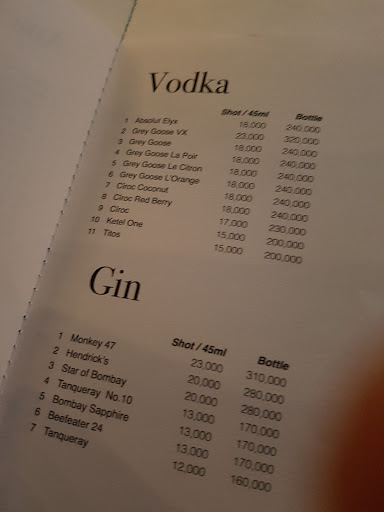 Vodka
Shot / 45ml Bottle
1 Absolut Elyx 18,000 240,000
2 Grey Goose VX 23,000 320,000
3 Grey Goose 18,000 240,000
4 Grey Goose La Poir 18,000 240,000
5 Grey Goose Le Citron 18,000 240,000
6 Grey Goose L'Orange 18,000 240,000
7 Ciroc Coconut 18,000 240,000
8 Ciroc Red Berry 18,000 240,000
9 Ciroc 17,000 230,000
10 Ketel One 15,000 200,000
11 Titos 15,000 200,000
Gin
Shot / 45ml Bottle
1 Monkey 47 23,000 310,000
2 Hendrick's 20,000 280,000
3 Star of Bombay 20,000 280,000
4 Tanqueray No.10 13,000 170,000
5 Bombay Sapphire 13,000 170,000
6 Beefeater 24 13,000 170,000
7 Tanqueray 12,000 160,000